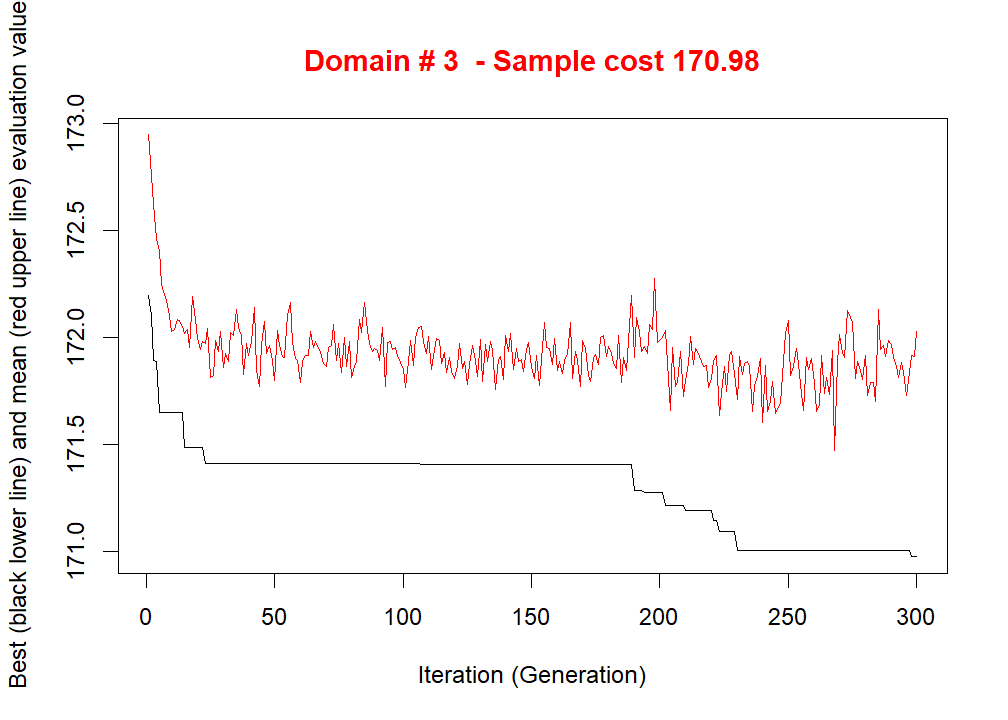 Domain # 3  - Sample cost 170.98
Best (black lower line) and mean (red upper line) evaluation value
173.0
172.5
172.0
171.5
171.0
0 50 100 150 200 250 300
Iteration (Generation)